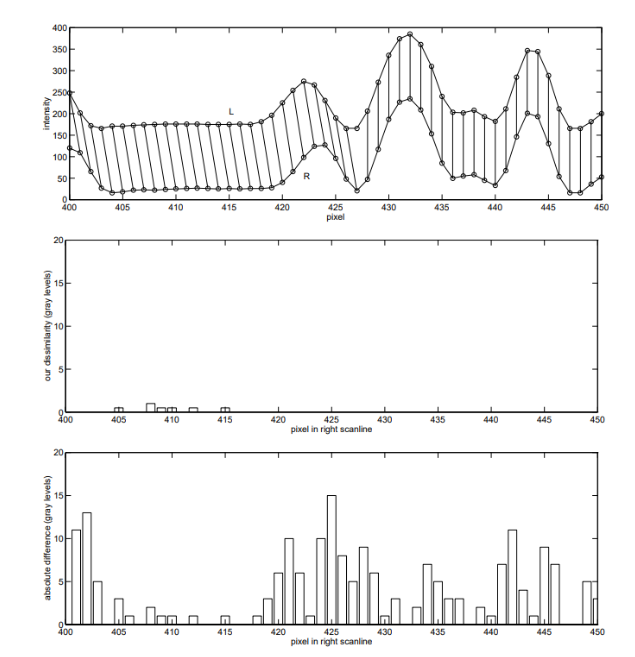 400
350
300
250
200
150
100
50
0
intensity
L
R
400 405 410 415 420 425 430 435 440 445 450
pixel
20
15
10
5
0
our dissimilarity (gray levels)
400 405 410 415 420 425 430 435 440 445 450
pixel in right scanline
20
15
10
5
0
absolute difference (gray levels)
400 405 410 415 420 425 430 435 440 445 450
pixel in right scanline